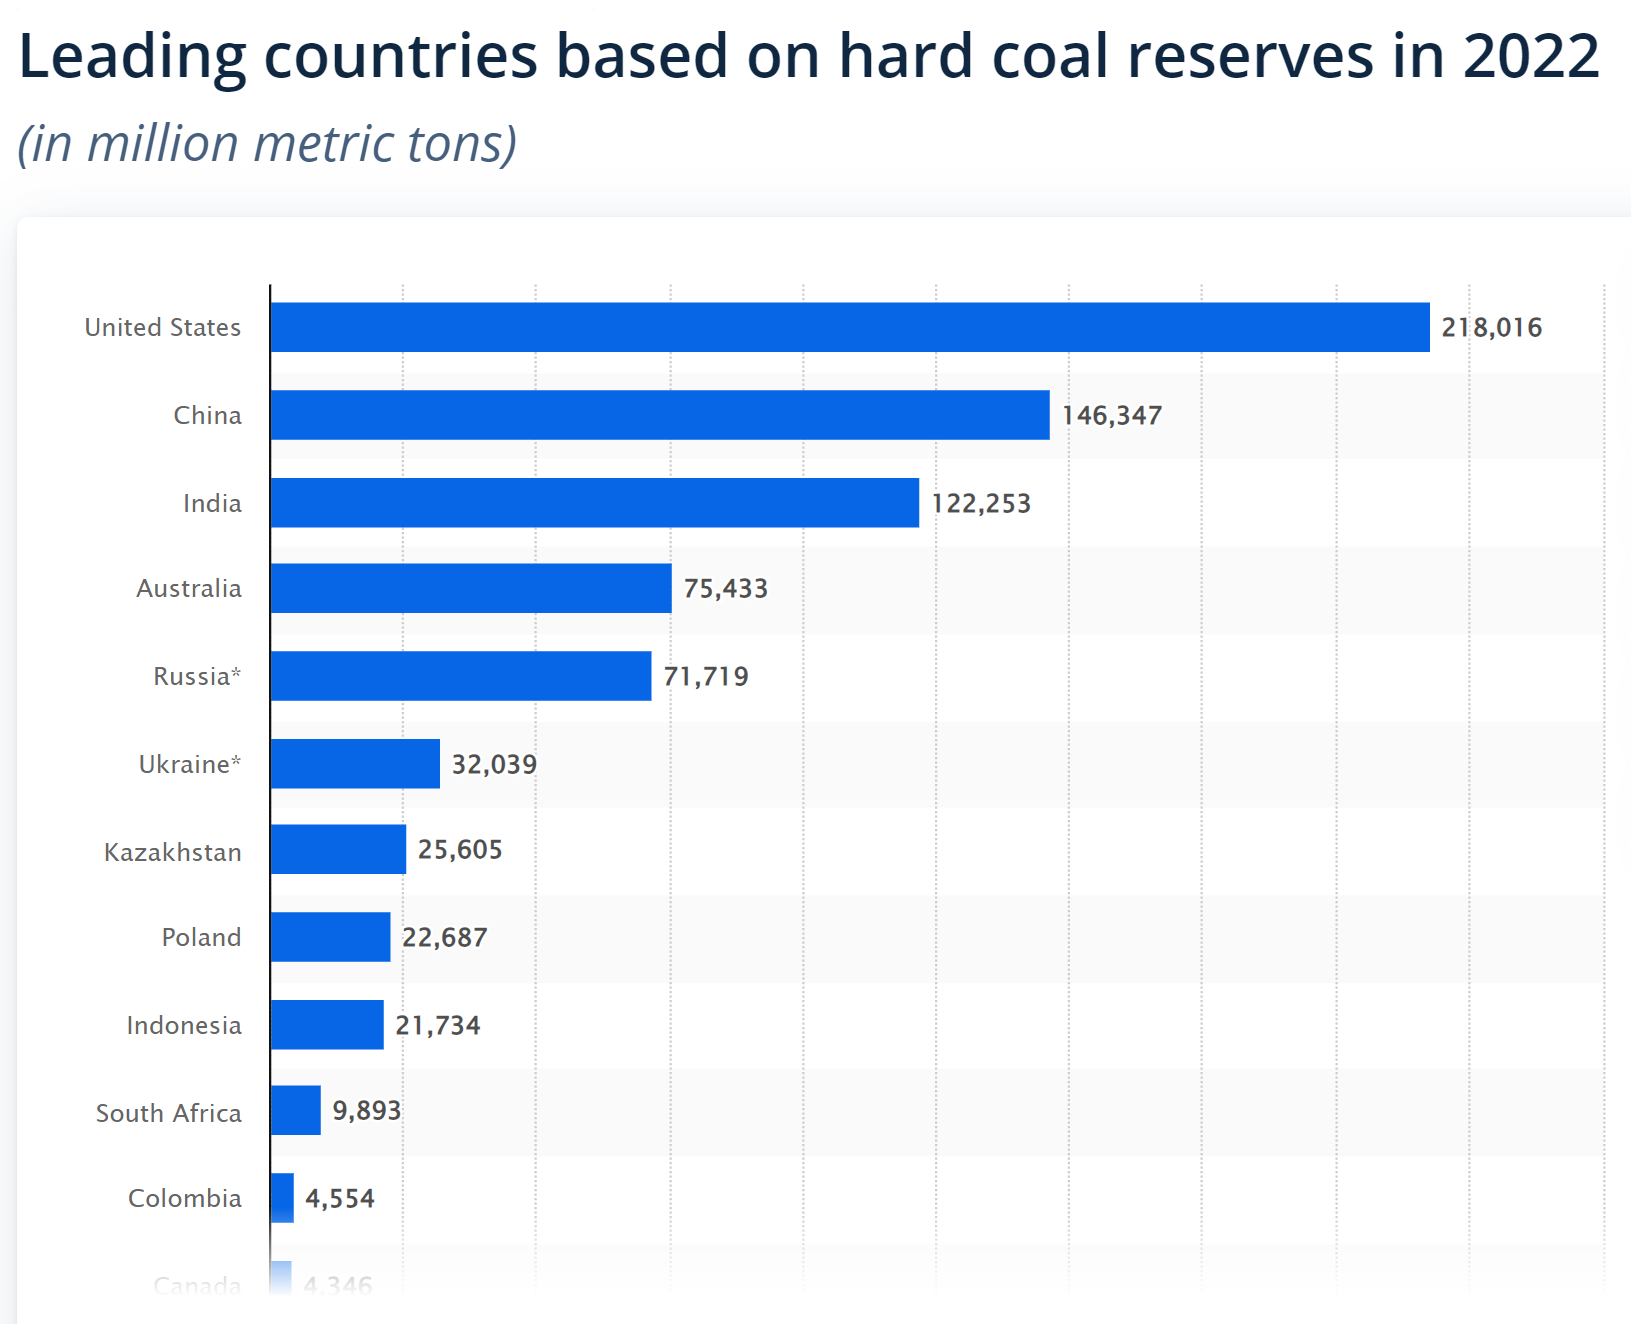 Leading countries based on hard coal reserves in 2022
(in million metric tons)
United States 218,016
China 146,347
India 122,253
Australia 75,433
Russia* 71,719
Ukraine* 32,039
Kazakhstan 25,605
Poland 22,687
Indonesia 21,734
South Africa 9,893
Colombia 4,554
Canada 4,346